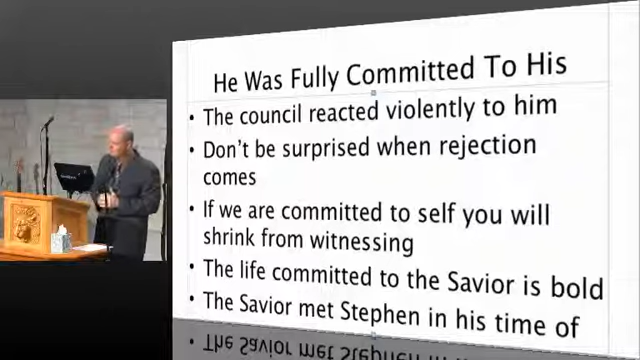 He Was Fully Committed To His
• The council reacted violently to him
• Don't be surprised when rejection
comes
• If we are committed to self you will
shrink from witnessing
• The life committed to the Savior is bold
• The Savior met Stephen in his time of